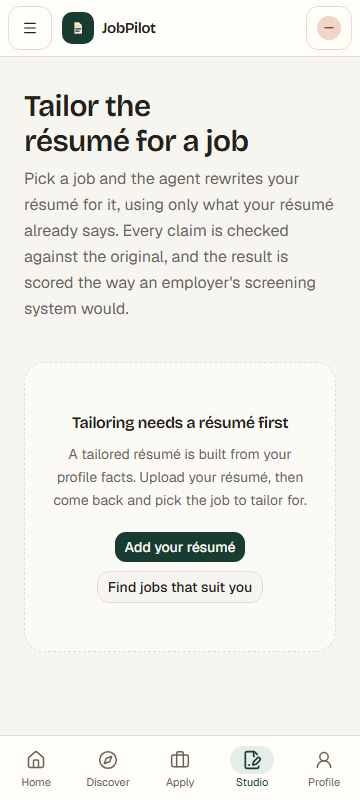 JobPilot
Tailor the
résumé for a job
Pick a job and the agent rewrites your
résumé for it, using only what your résumé
already says. Every claim is checked
against the original, and the result is
scored the way an employer's screening
system would.
Tailoring needs a résumé first
A tailored résumé is built from your
profile facts. Upload your résumé, then
come back and pick the job to tailor for.
Add your résumé
Find jobs that suit you
Home
Discover
Apply
Studio
Profile